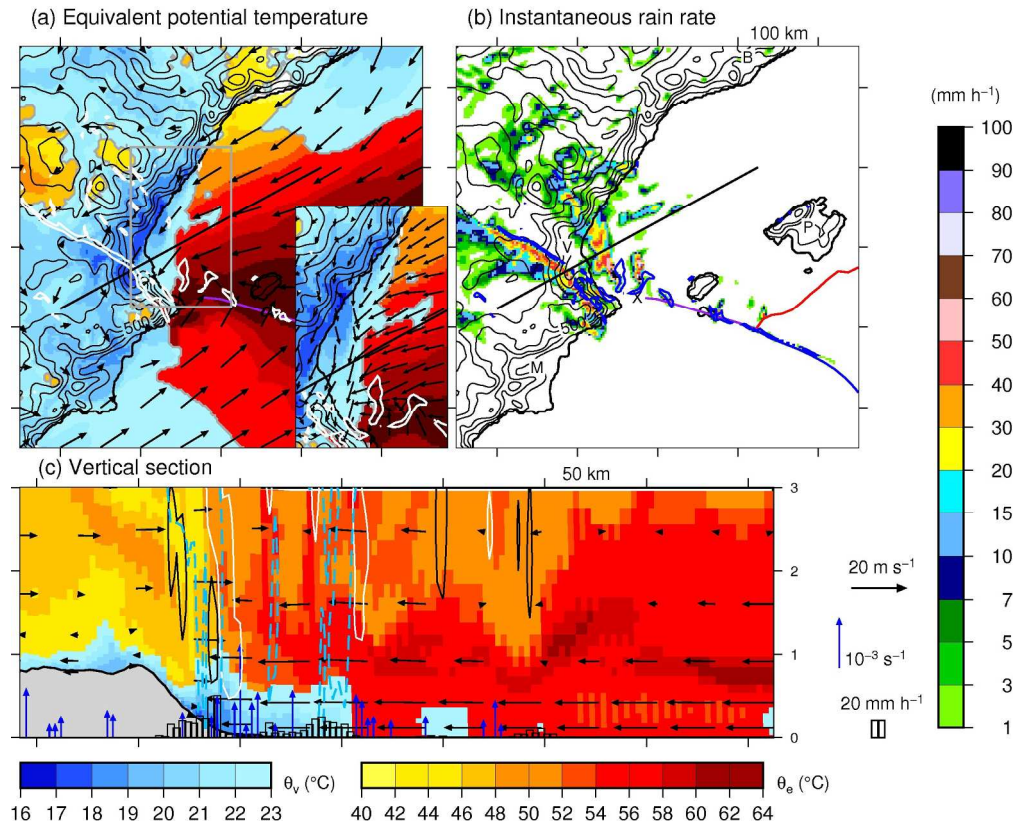 (a) Equivalent potential temperature
(b) Instantaneous rain rate
100 km
B
(mm h⁻¹)
100
90
80
70
60
50
40
30
20
15
10
7
5
3
1
P
V
X
500
500
M
(c) Vertical section
50 km
3
2
1
0
20 m s⁻¹
10⁻³ s⁻¹
20 mm h⁻¹
θv (°C)
16 17 18 19 20 21 22 23
θe (°C)
40 42 44 46 48 50 52 54 56 58 60 62 64